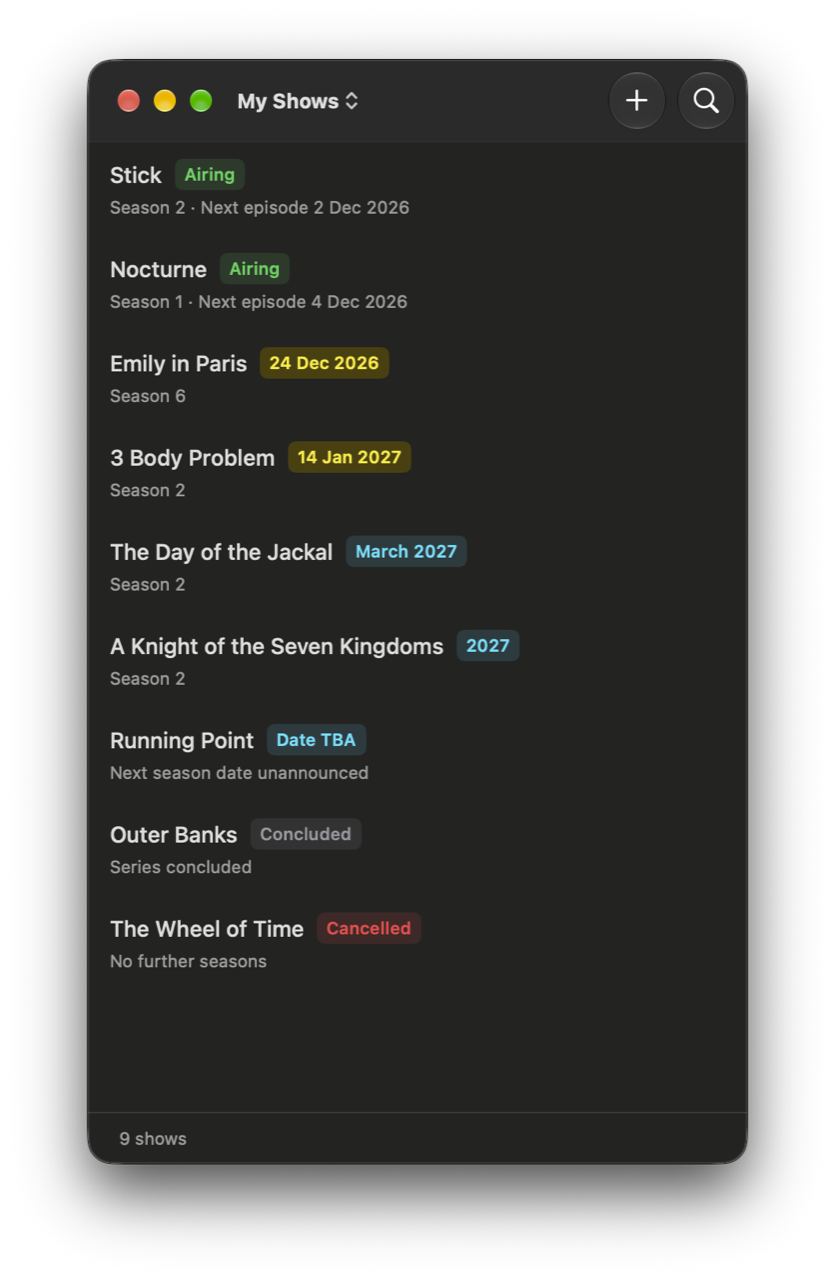 My Shows
Stick Airing
Season 2 · Next episode 2 Dec 2026
Nocturne Airing
Season 1 · Next episode 4 Dec 2026
Emily in Paris 24 Dec 2026
Season 6
3 Body Problem 14 Jan 2027
Season 2
The Day of the Jackal March 2027
Season 2
A Knight of the Seven Kingdoms 2027
Season 2
Running Point Date TBA
Next season date unannounced
Outer Banks Concluded
Series concluded
The Wheel of Time Cancelled
No further seasons
9 shows